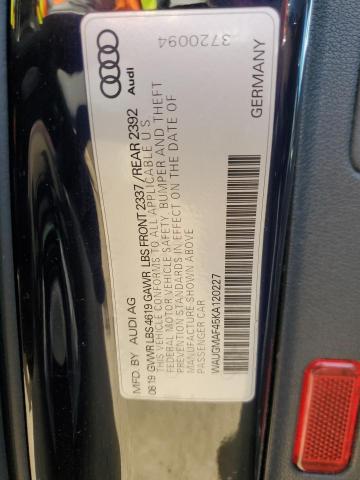 3720094
Audi
GERMANY
MFD. BY AUDI AG
08.19 GVWR LBS 4619 GAWR LBS FRONT 2337/REAR 2392
THIS VEHICLE CONFORMS TO ALL APPLICABLE U S
FEDERAL MOTOR VEHICLE SAFETY, BUMPER AND THEFT
PREVENTION STANDARDS IN EFFECT ON THE DATE OF
MANUFACTURE SHOWN ABOVE
PASSENGER CAR
WAUGMAF45KA120227